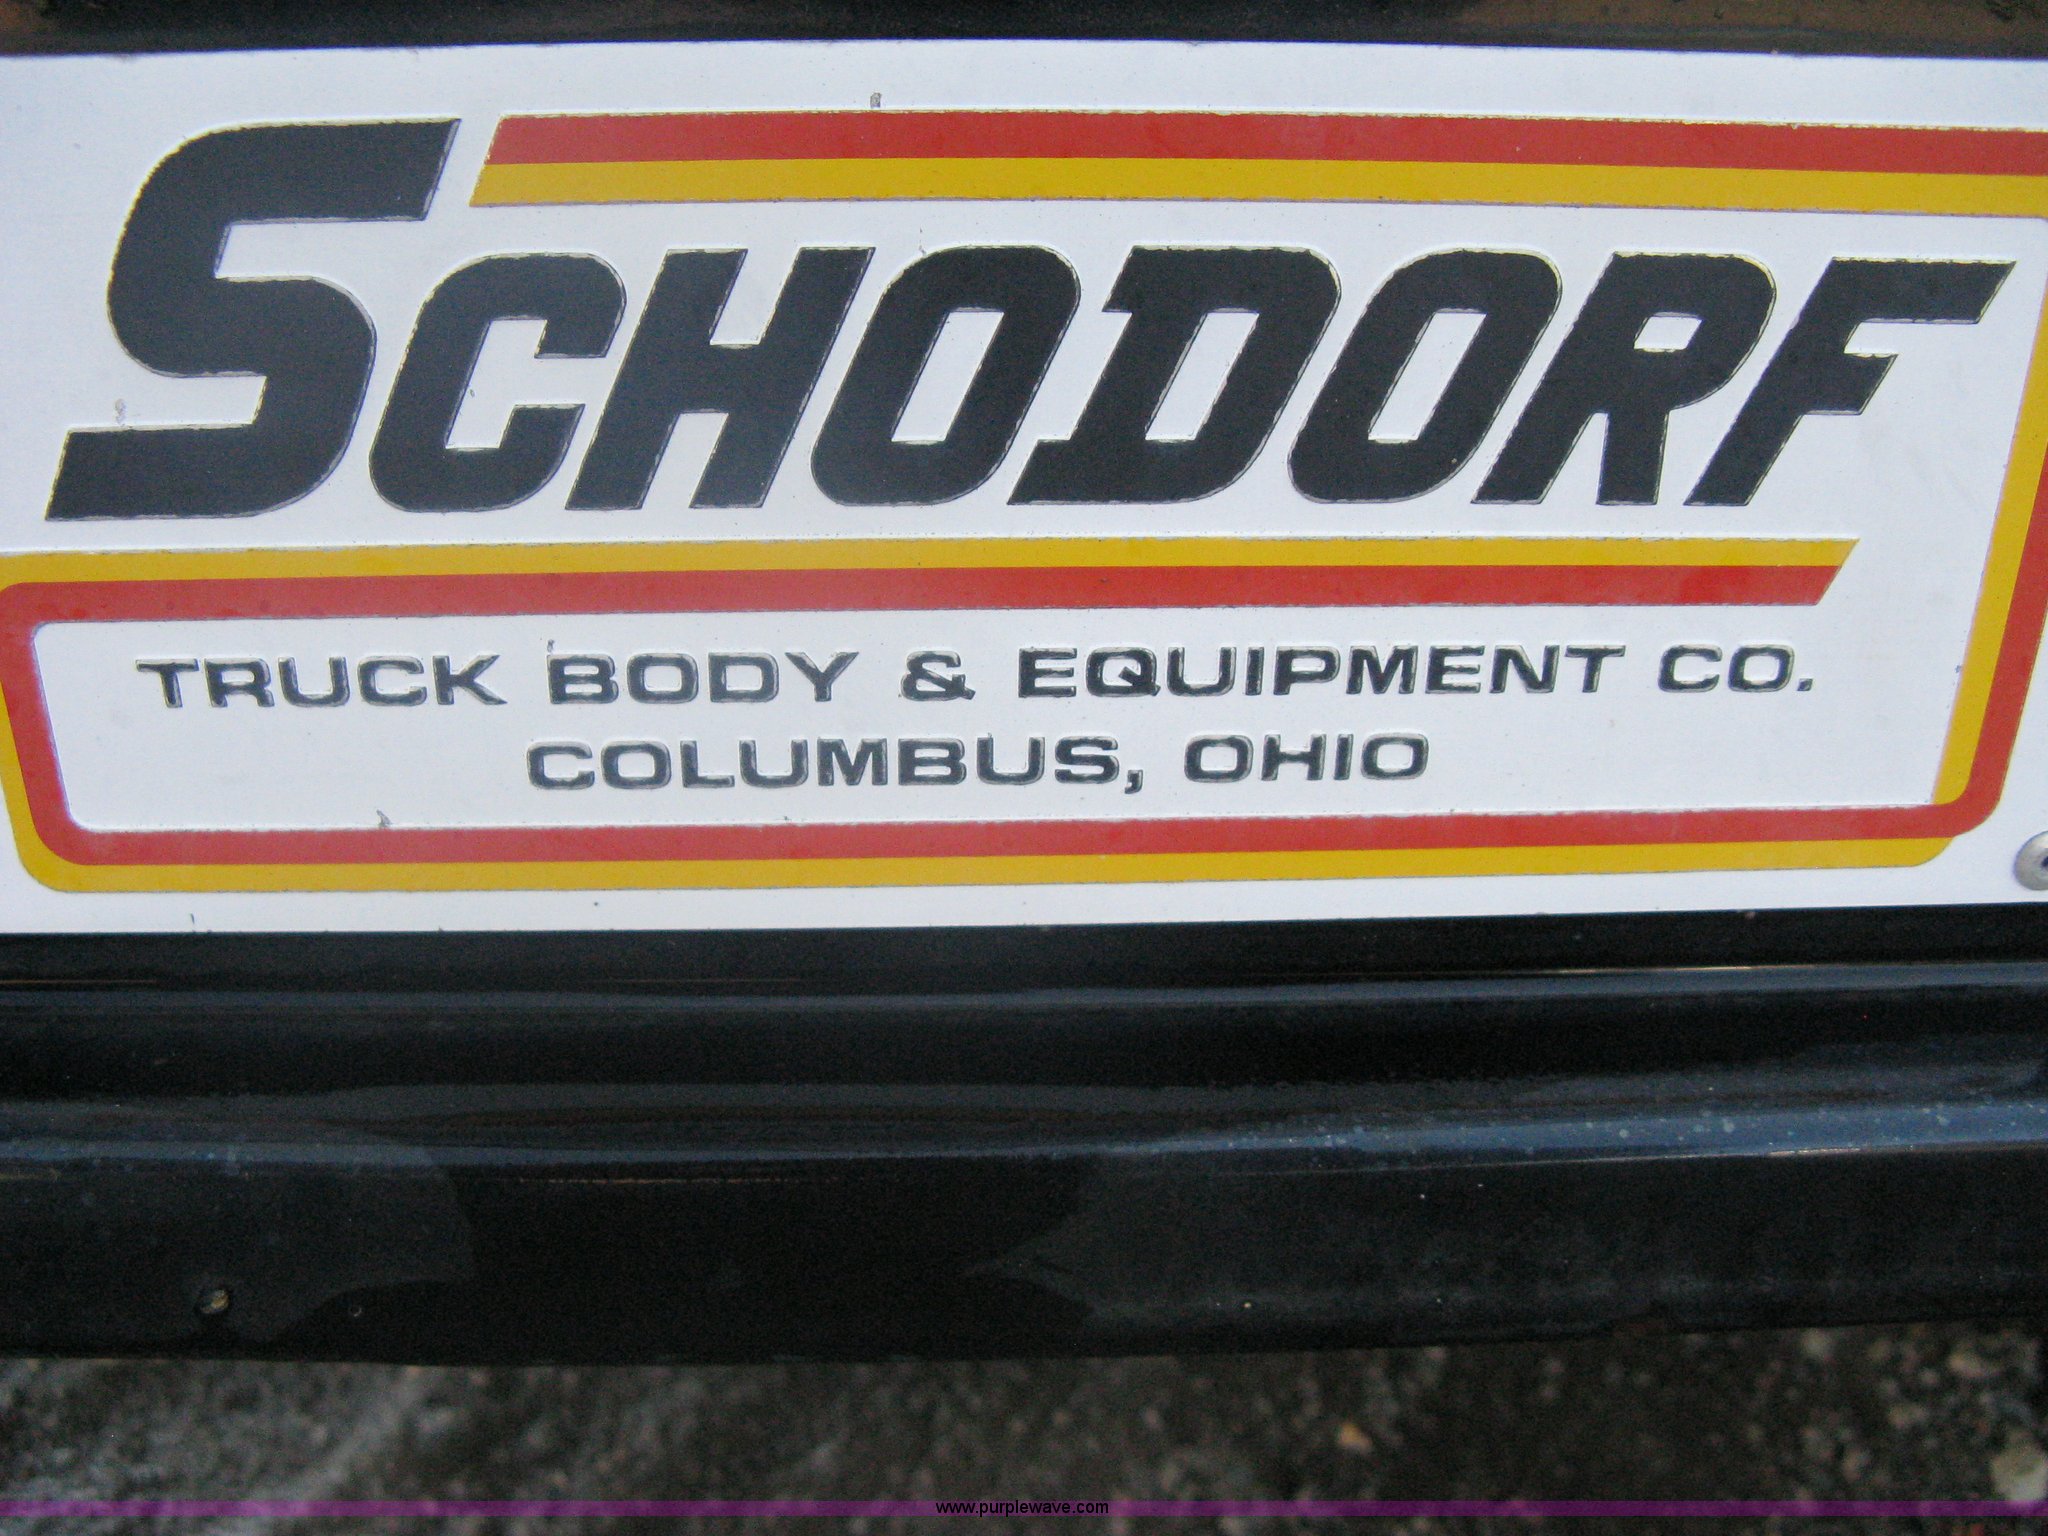 SCHODORF
TRUCK BODY & EQUIPMENT CO.
COLUMBUS, OHIO
www.purplewave.com